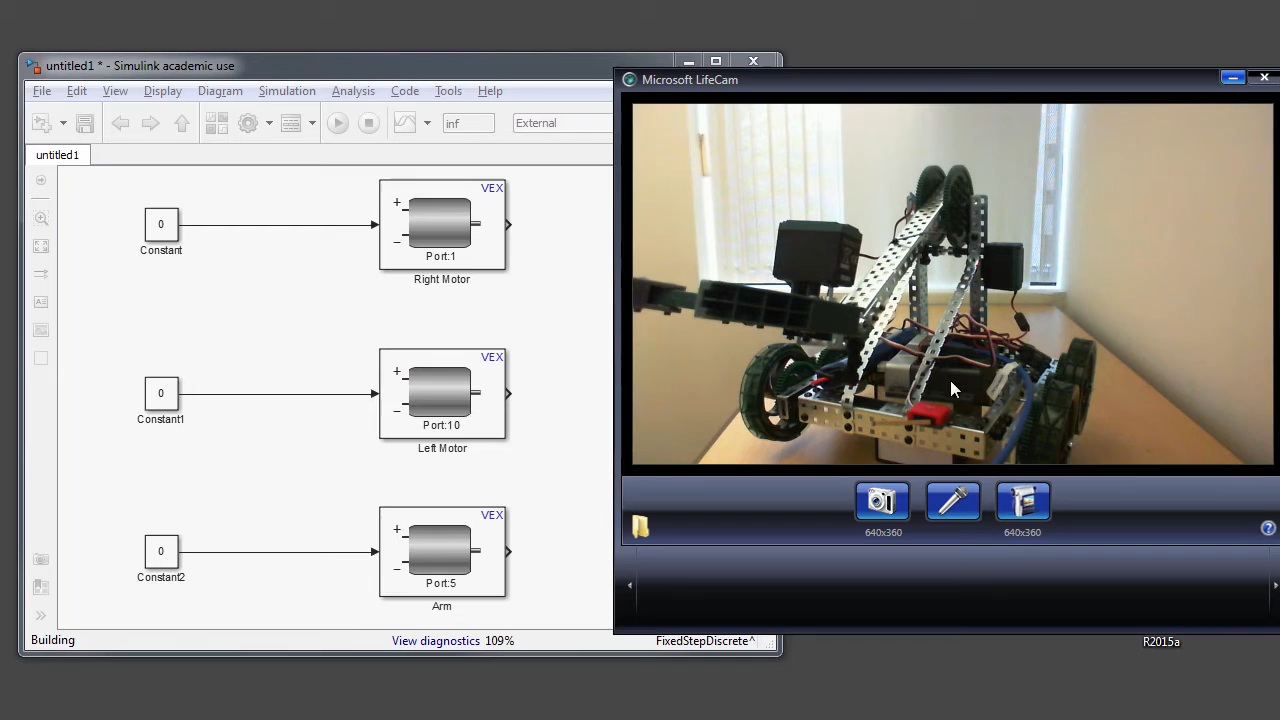 untitled1 * - Simulink academic use
File Edit View Display Diagram Simulation Analysis Code Tools Help
inf External
untitled1
VEX
0
Port:1
Constant
Right Motor
VEX
0
Port:10
Constant1
Left Motor
VEX
0
Port:5
Constant2
Arm
Building View diagnostics 109% FixedStepDiscrete^
Microsoft LifeCam
640x360 640x360
R2015a